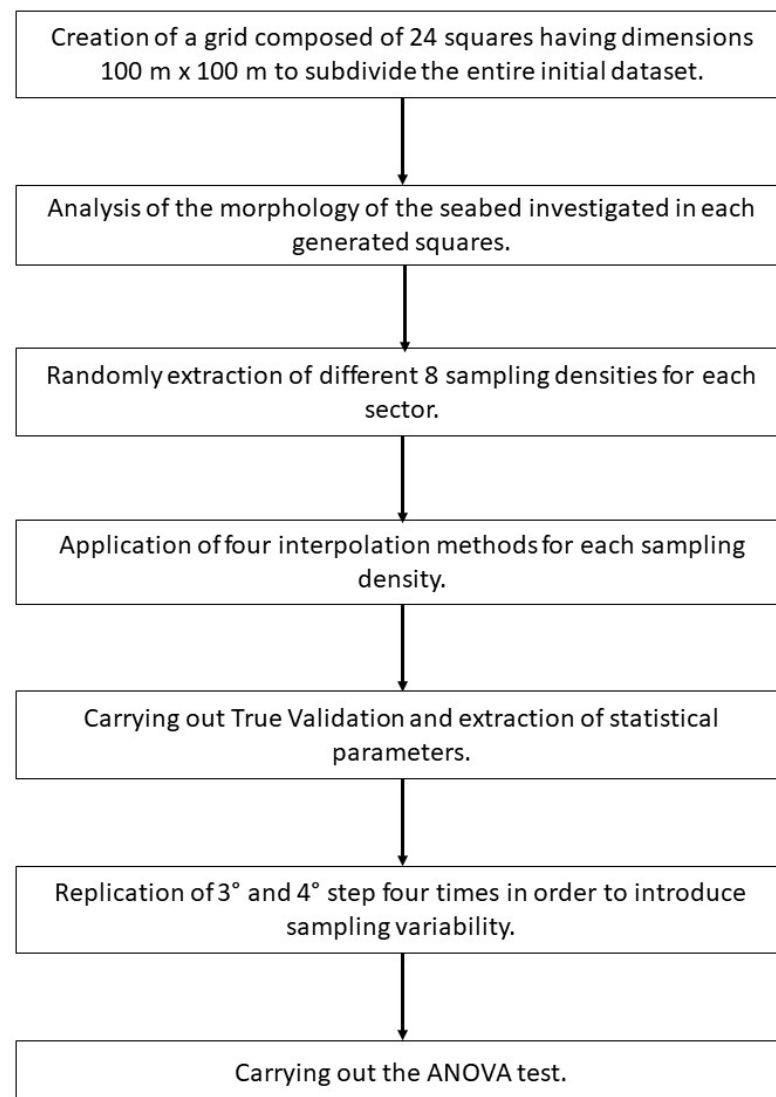 Creation of a grid composed of 24 squares having dimensions
100 m x 100 m to subdivide the entire initial dataset.
Analysis of the morphology of the seabed investigated in each
generated squares.
Randomly extraction of different 8 sampling densities for each
sector.
Application of four interpolation methods for each sampling
density.
Carrying out True Validation and extraction of statistical
parameters.
Replication of 3° and 4° step four times in order to introduce
sampling variability.
Carrying out the ANOVA test.